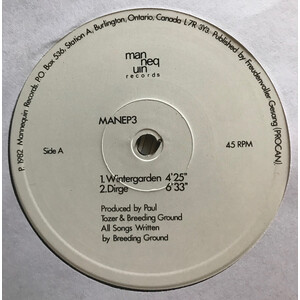 P. 1982 Mannequin Records, P.O. Box 536, Station A, Burlington, Ontario, Canada L7R 3Y3. Published by Freudenvoller Gesang (PROCAN)
man
neq
uin
records
MANEP3
Side A
45 RPM
1. Wintergarden 4'25"
2. Dirge 6'33"
Produced by Paul
Tozer & Breeding Ground
All Songs Written
by Breeding Ground